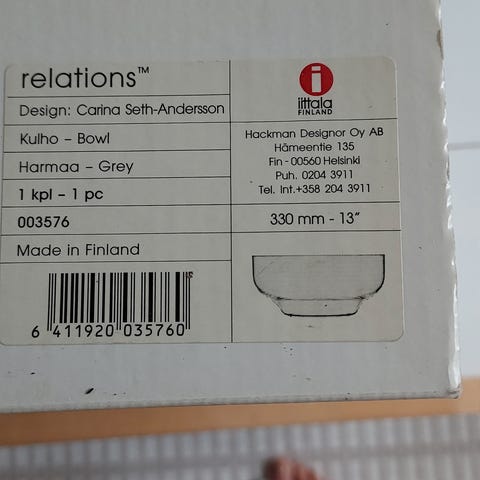 relations™
Design: Carina Seth-Andersson
Kulho – Bowl
Harmaa – Grey
1 kpl – 1 pc
003576
Made in Finland
6 411920 035760
i
iittala
FINLAND
Hackman Designor Oy AB
Hämeentie 135
Fin - 00560 Helsinki
Puh. 0204 3911
Tel. Int.+358 204 3911
330 mm - 13”